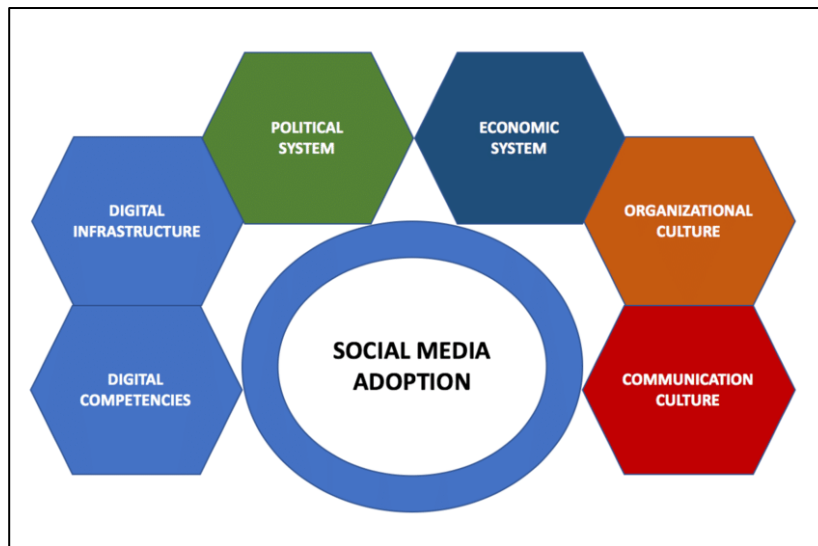 POLITICAL
SYSTEM
ECONOMIC
SYSTEM
DIGITAL
INFRASTRUCTURE
ORGANIZATIONAL
CULTURE
SOCIAL MEDIA
ADOPTION
DIGITAL
COMPETENCIES
COMMUNICATION
CULTURE